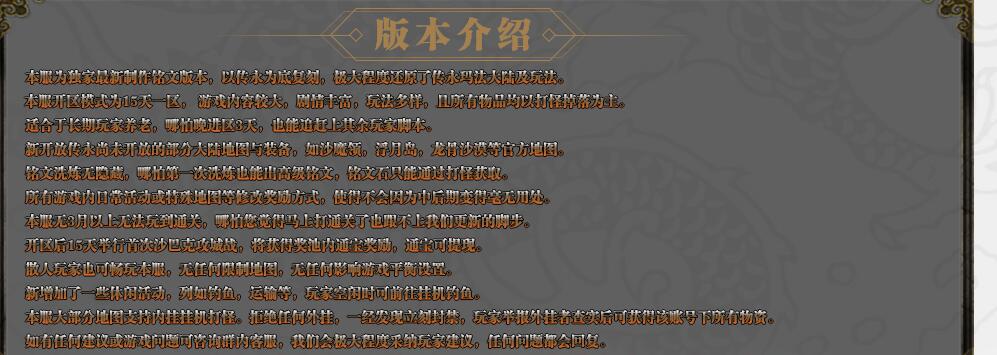 版本介绍
本服为独家最新制作铭文版本，以传永为底复刻，极大程度还原了传永玛法大陆及玩法。
本服开区模式为15天一区，游戏内容较大，剧情丰富，玩法多样，且所有物品均以打怪掉落为主。
适合于长期玩家养老，哪怕晚进区3天，也能追赶上其余玩家脚本。
新开放传永尚未开放的部分大陆地图与装备，如沙魔领，浮月岛，龙骨沙漠等官方地图。
铭文洗炼无隐藏，哪怕第一次洗炼也能出高级铭文，铭文石只能通过打怪获取。
所有游戏内日常活动或特殊地图等修改奖励方式，使得不会因为中后期变得毫无用处。
本服无3月以上无法玩到通关，哪怕您觉得马上打通关了也跟不上我们更新的脚步。
开区后15天举行首次沙巴克攻城战，将获得奖池内通宝奖励，通宝可提现。
散人玩家也可畅玩本服，无任何限制地图，无任何影响游戏平衡设置。
新增加了一些休闲活动，列如钓鱼，运输等，玩家空闲时可前往挂机钓鱼。
本服大部分地图支持内挂挂机打怪。拒绝任何外挂，一经发现立刻封禁，玩家举报外挂者查实后可获得该账号下所有物资。
如有任何建议或游戏问题可咨询群内客服，我们会极大程度采纳玩家建议，任何问题都会回复。